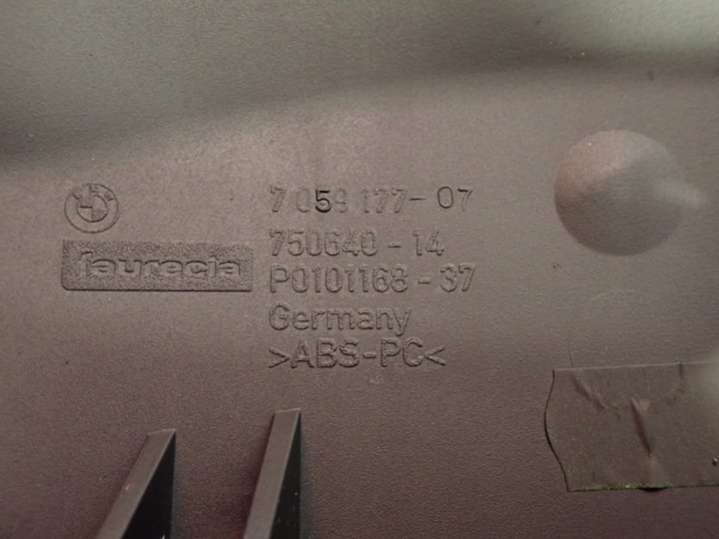 7 059 177-07
750640-14
faurecia
P0101168-37
Germany
>ABS-PC<